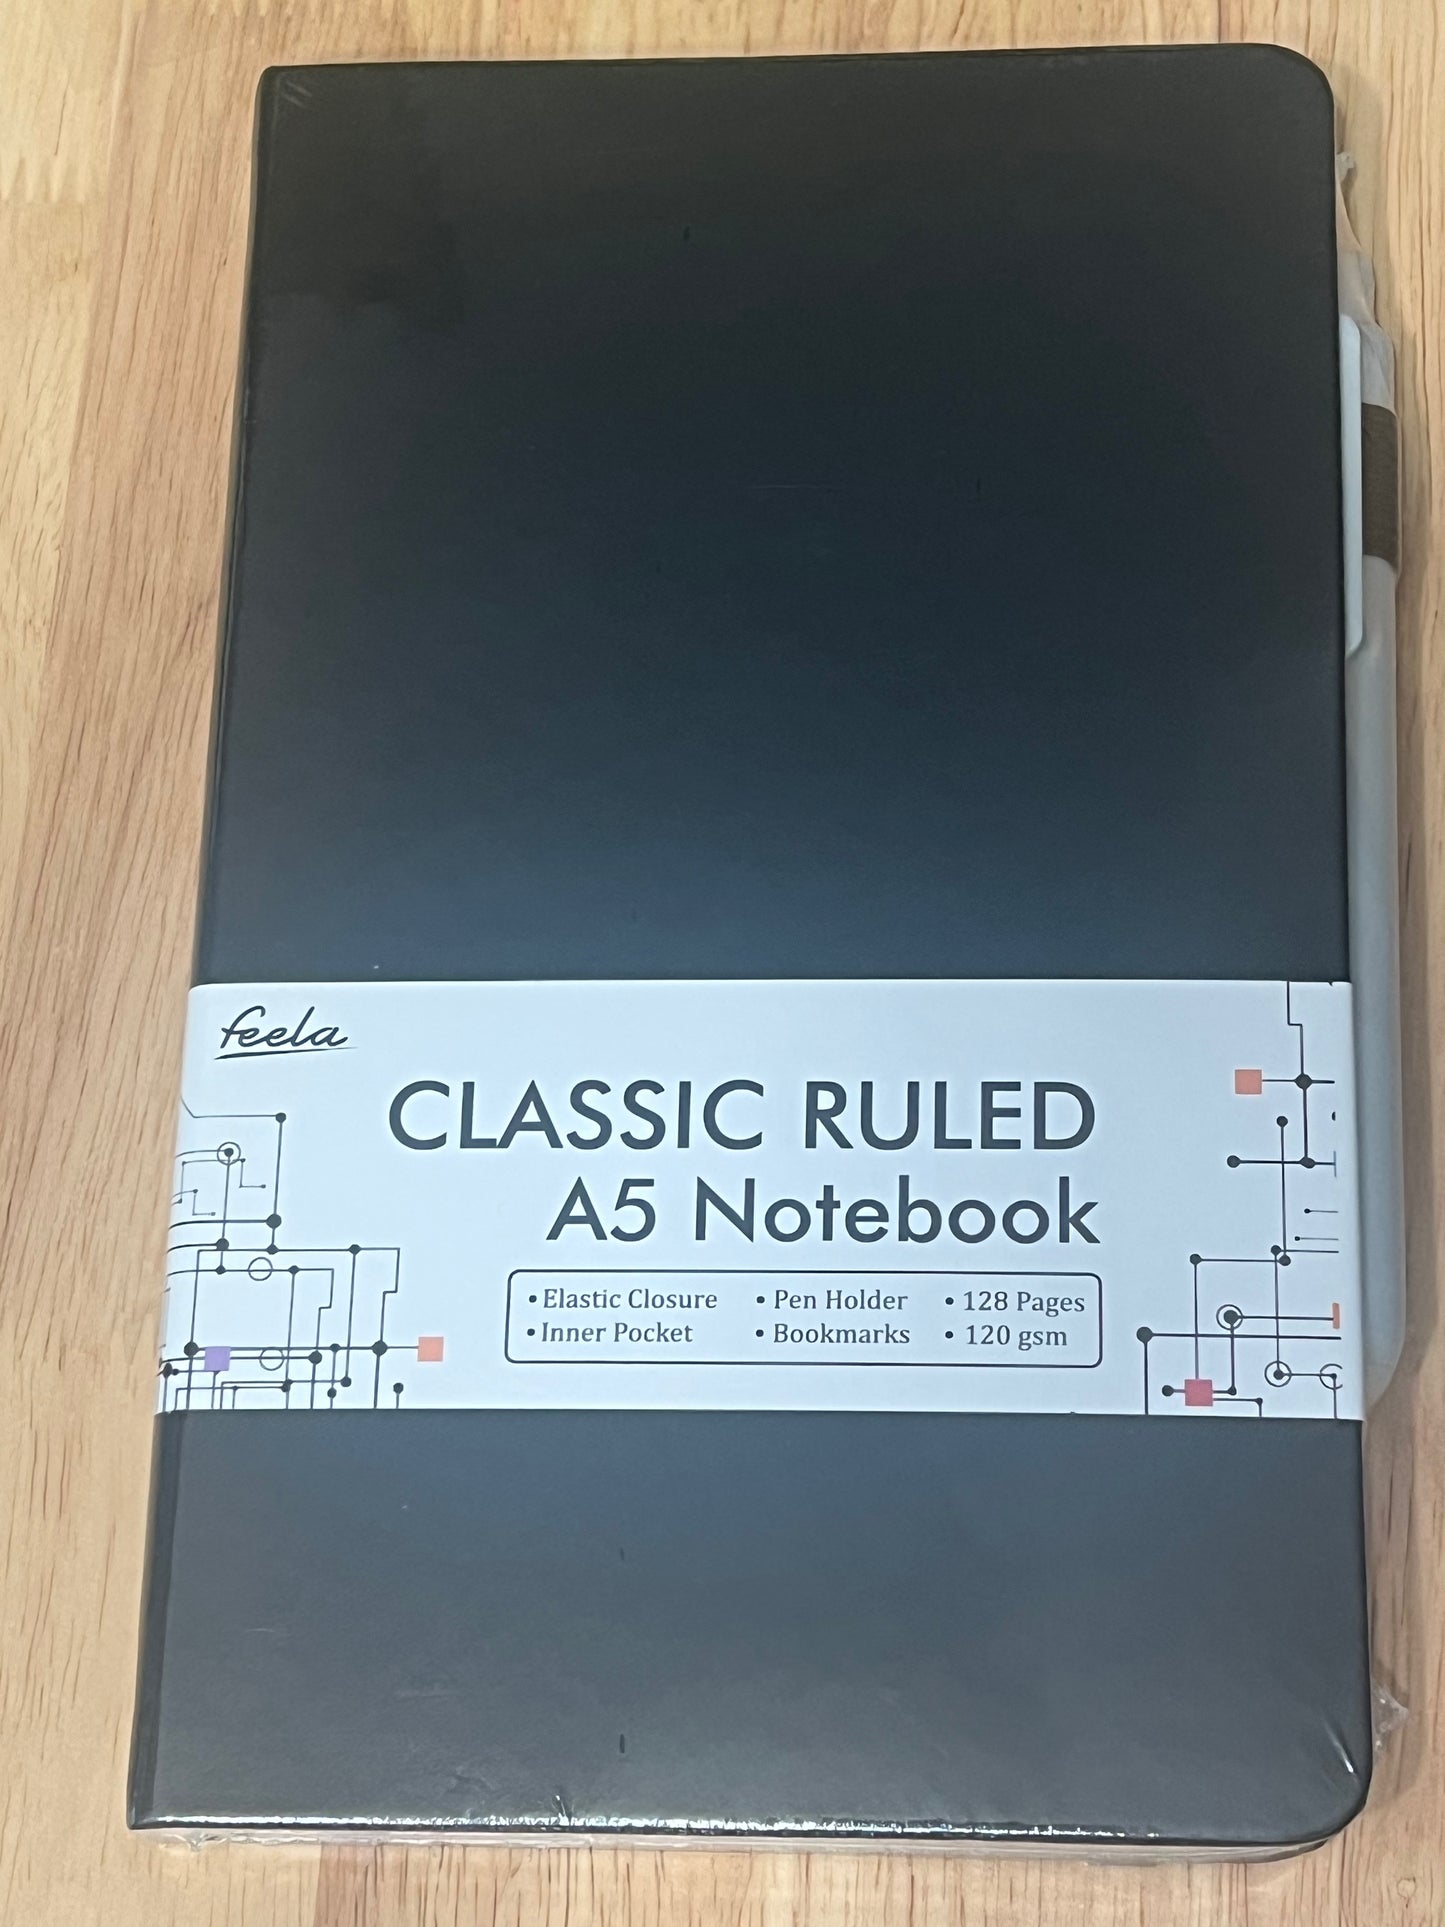 feela
CLASSIC RULED
A5 Notebook
• Elastic Closure • Pen Holder • 128 Pages
• Inner Pocket • Bookmarks • 120 gsm